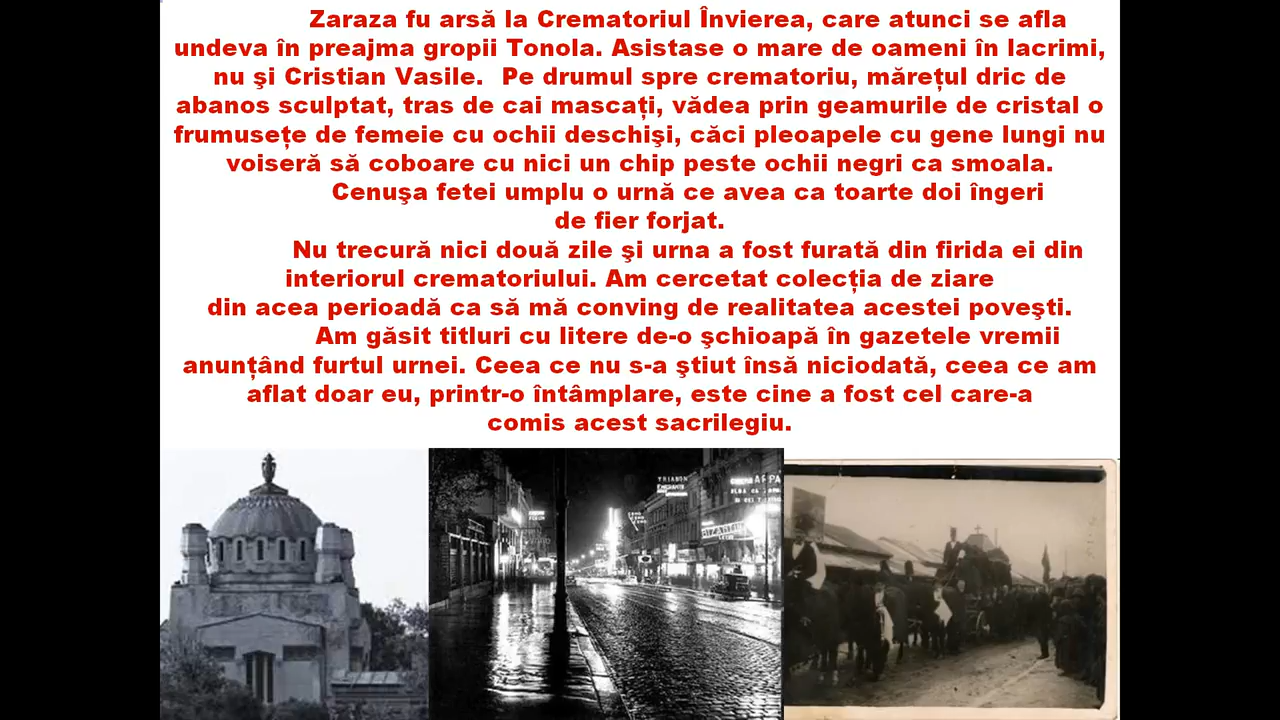 Zaraza fu arsă la Crematoriul Învierea, care atunci se afla
undeva în preajma gropii Tonola. Asistase o mare de oameni în lacrimi,
nu şi Cristian Vasile. Pe drumul spre crematoriu, mărețul dric de
abanos sculptat, tras de cai mascați, vădea prin geamurile de cristal o
frumusețe de femeie cu ochii deschişi, căci pleoapele cu gene lungi nu
voiseră să coboare cu nici un chip peste ochii negri ca smoala.
Cenuşa fetei umplu o urnă ce avea ca toarte doi îngeri
de fier forjat.
Nu trecură nici două zile şi urna a fost furată din firida ei din
interiorul crematoriului. Am cercetat colecția de ziare
din acea perioadă ca să mă conving de realitatea acestei poveşti.
Am găsit titluri cu litere de-o şchioapă în gazetele vremii
anunțând furtul urnei. Ceea ce nu s-a ştiut însă niciodată, ceea ce am
aflat doar eu, printr-o întâmplare, este cine a fost cel care-a
comis acest sacrilegiu.
TRIANON